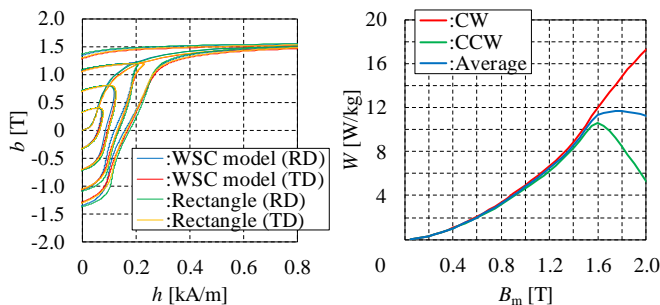 2.0
1.5
1.0
0.5
0
-0.5
-1.0
-1.5
-2.0
b [T]
:WSC model (RD)
:WSC model (TD)
:Rectangle (RD)
:Rectangle (TD)
0 0.2 0.4 0.6 0.8
h [kA/m]
20
16
12
8
4
0
W [W/kg]
:CW
:CCW
:Average
0.4 0.8 1.2 1.6 2.0
Bm [T]